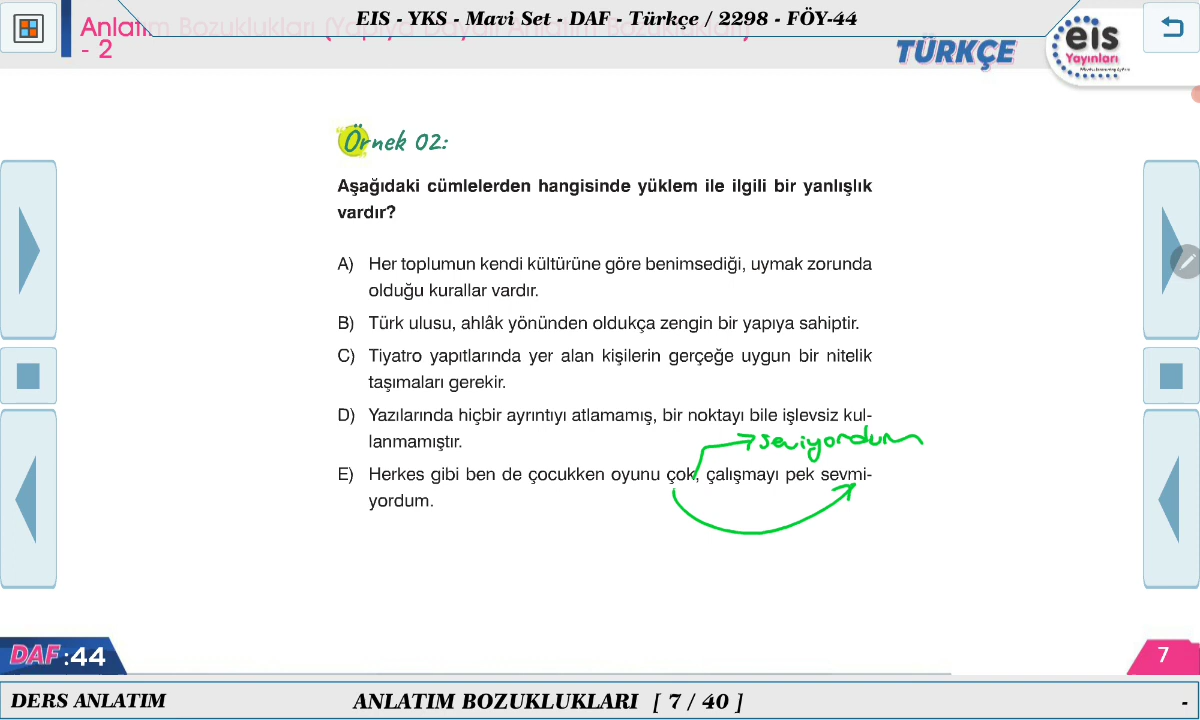 EIS - YKS - Mavi Set - DAF - Türkçe / 2298 - FÖY-44
Anlatım Bozuklukları (Yapıya Dayalı Anlatım Bozuklukları)
- 2
TÜRKÇE
eis
Yayınları
Örnek 02:
Aşağıdaki cümlelerden hangisinde yüklem ile ilgili bir yanlışlık
vardır?
A) Her toplumun kendi kültürüne göre benimsediği, uymak zorunda
olduğu kurallar vardır.
B) Türk ulusu, ahlâk yönünden oldukça zengin bir yapıya sahiptir.
C) Tiyatro yapıtlarında yer alan kişilerin gerçeğe uygun bir nitelik
taşımaları gerekir.
D) Yazılarında hiçbir ayrıntıyı atlamamış, bir noktayı bile işlevsiz kul-
lanmamıştır.
seviyordum
E) Herkes gibi ben de çocukken oyunu çok, çalışmayı pek sevmi-
yordum.
DAF :44
7
DERS ANLATIM
ANLATIM BOZUKLUKLARI [ 7 / 40 ]
-